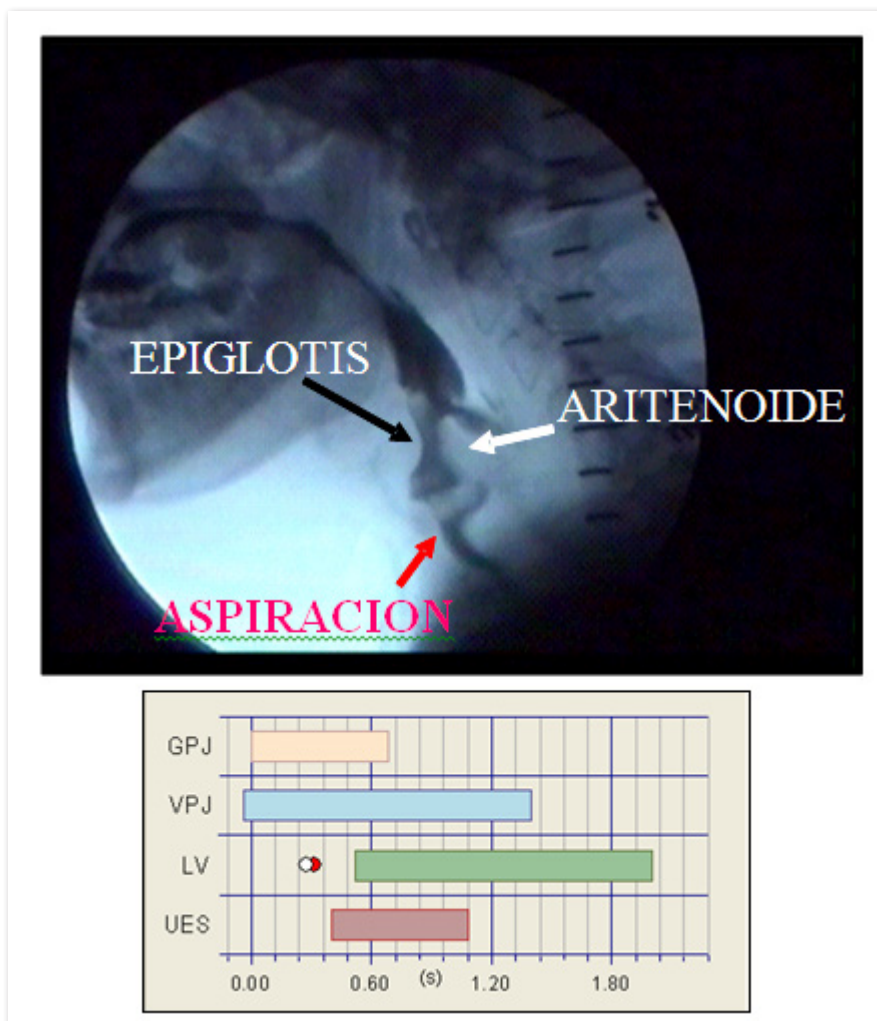 EPIGLOTIS
ARITENOIDE
ASPIRACION
GPJ
VPJ
LV
UES
0.00 0.60 (s) 1.20 1.80